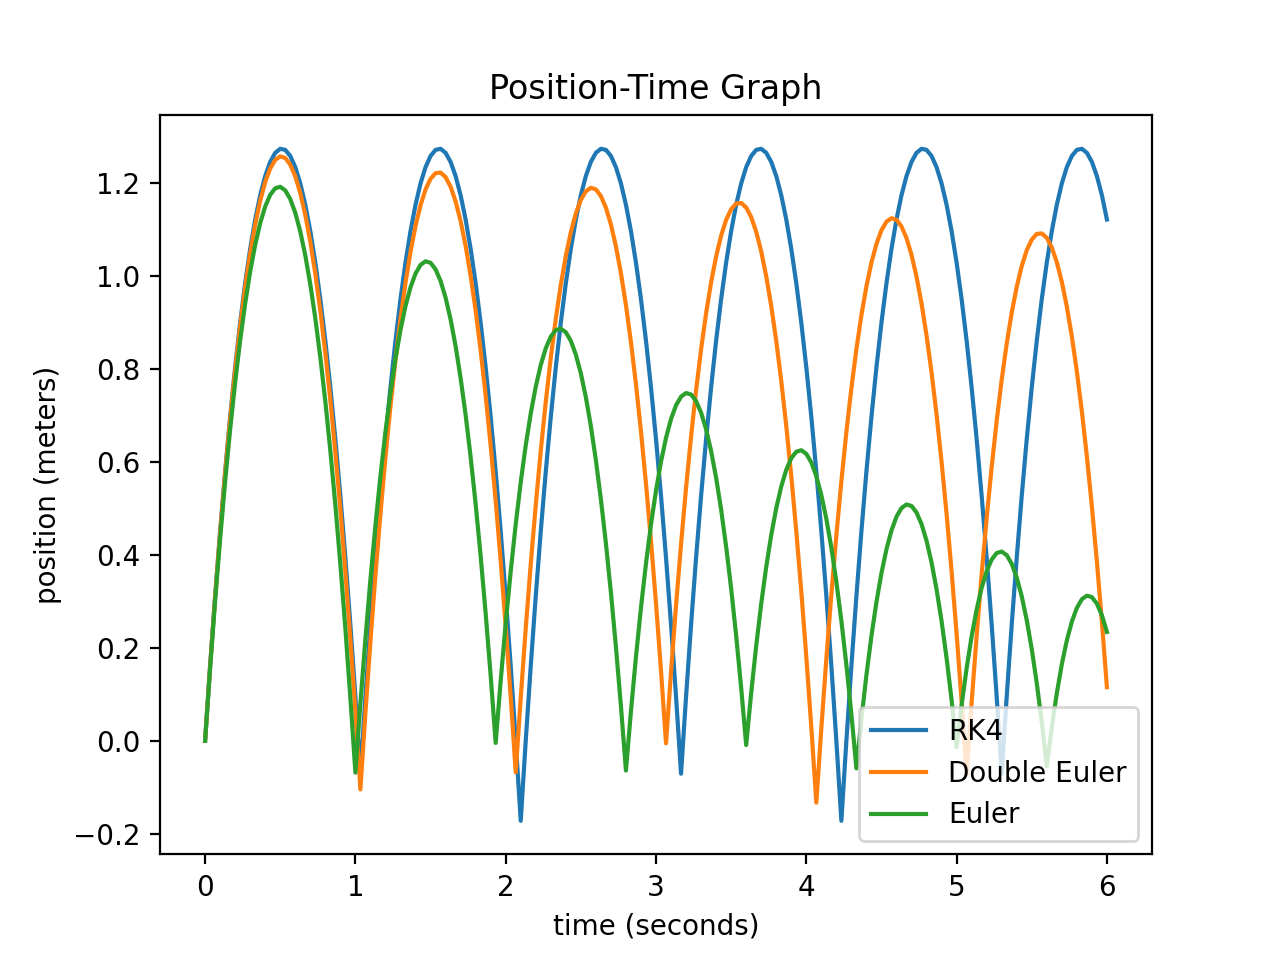 Position-Time Graph
position (meters)
1.2
1.0
0.8
0.6
0.4
0.2
0.0
−0.2
0 1 2 3 4 5 6
time (seconds)
RK4
Double Euler
Euler